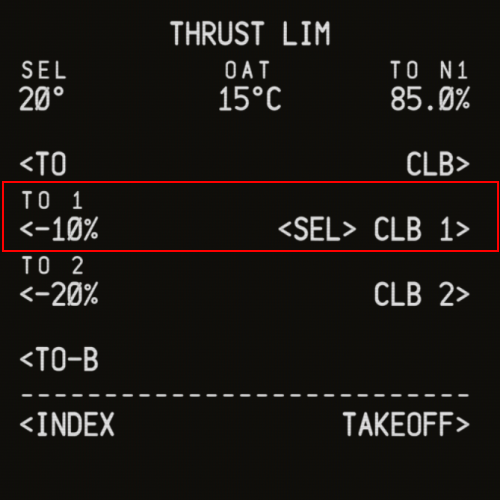 THRUST LIM
SEL OAT TO N1
20° 15°C 85.0%
<TO CLB>
TO 1
<-10% <SEL> CLB 1>
TO 2
<-20% CLB 2>
<TO-B
----------------------------
<INDEX TAKEOFF>